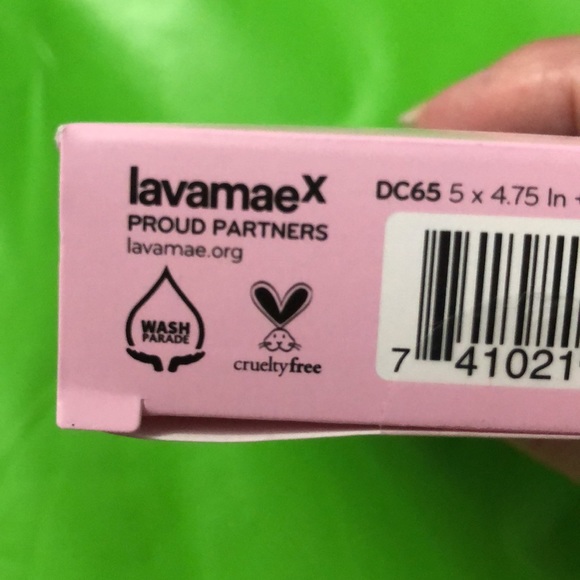 lavamaex
PROUD PARTNERS
lavamae.org
WASH
PARADE
crueltyfree
DC65 5 x 4.75 In
7 41021